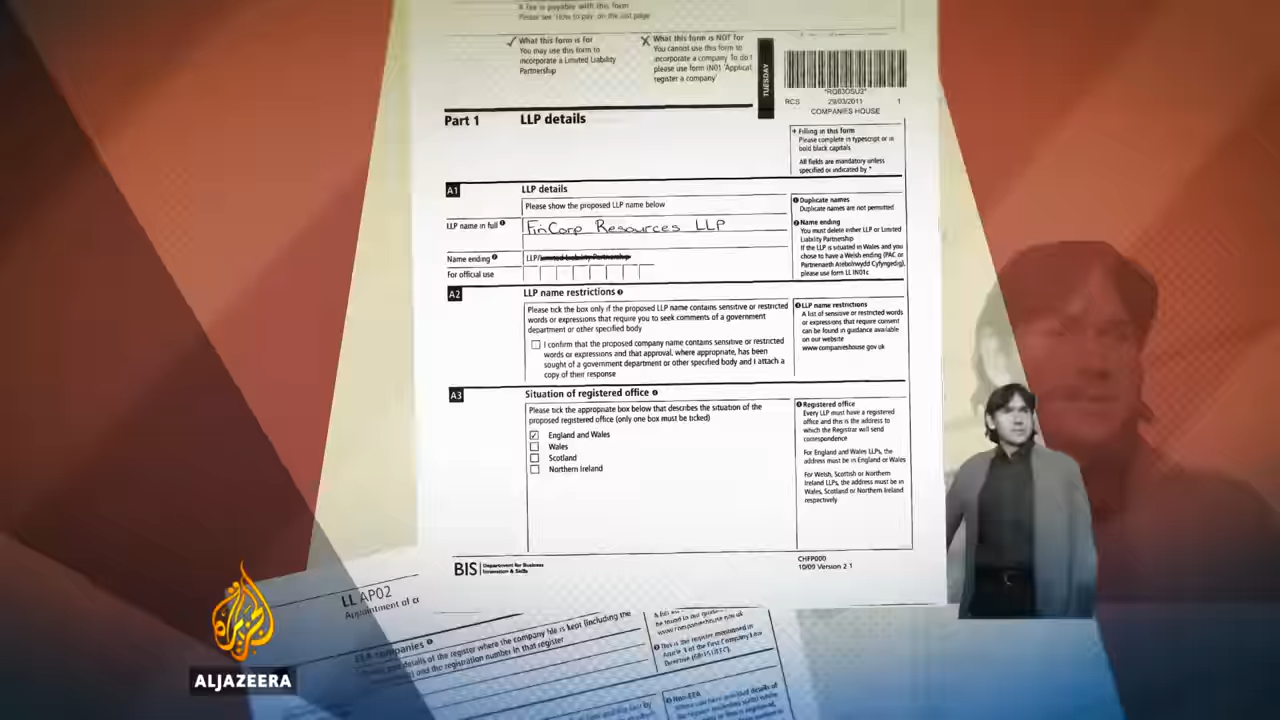 A fee is payable with this form
Please see 'How to pay' on the last page
What this form is for
You may use this form to
incorporate a Limited Liability
Partnership
What this form is NOT for
You cannot use this form to
incorporate a company To do t
please use form IN01 'Applicat
register a company'
TUESDAY
RCS 29/03/2011 1
COMPANIES HOUSE
Part 1 LLP details
Filling in this form
Please complete in typescript or in
bold black capitals
All fields are mandatory unless
specified or indicated by *
A1 LLP details
Please show the proposed LLP name below
LLP name in full
FinCorp Resources LLP
Name ending
LLP/Limited Liability Partnership
For official use
Duplicate names
Duplicate names are not permitted
Name ending
You must delete either LLP or Limited
Liability Partnership
If the LLP is situated in Wales and you
chose to have a Welsh ending (PAC or
Partneriaeth Atebolrwydd Cyfyngedig),
please use form LL IN01c
A2 LLP name restrictions
Please tick the box only if the proposed LLP name contains sensitive or restricted
words or expressions that require you to seek comments of a government
department or other specified body
I confirm that the proposed company name contains sensitive or restricted
words or expressions and that approval, where appropriate, has been
sought of a government department or other specified body and I attach a
copy of their response
LLP name restrictions
A list of sensitive or restricted words
or expressions that require consent
can be found in guidance available
on our website
www.companieshouse gov uk
A3 Situation of registered office
Please tick the appropriate box below that describes the situation of the
proposed registered office (only one box must be ticked)
England and Wales
Wales
Scotland
Northern Ireland
Registered office
Every LLP must have a registered
office and this is the address to
which the Registrar will send
correspondence
For England and Wales LLPs, the
address must be in England or Wales
For Welsh, Scottish or Northern
Ireland LLPs, the address must be in
Wales, Scotland or Northern Ireland
respectively
BIS Department for Business
Innovation & Skills
CHFP000
10/09 Version 2 1
LL AP02
Appointment of
EEA companies
details of the register where the company file is kept (including the
and the registration number in that register
be found in our
www.companieshouse.gov.uk
This is the register mentioned in
Article 3 of the First Company Law
Directive
Non-EEA
ALJAZEERA